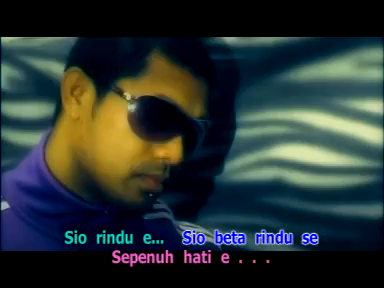 Sio rindu e... Sio beta rindu se
Sepenuh hati e . . .